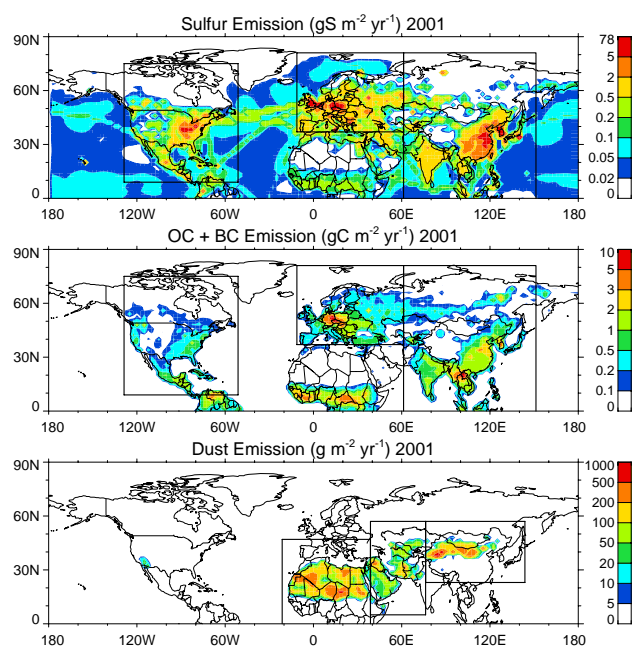 Sulfur Emission (gS m⁻² yr⁻¹) 2001
90N
60N
30N
0
180 120W 60W 0 60E 120E 180
78
5
2
0.5
0.2
0.1
0.05
0.02
0
OC + BC Emission (gC m⁻² yr⁻¹) 2001
90N
60N
30N
0
180 120W 60W 0 60E 120E 180
10
5
3
2
1
0.5
0.2
0.1
0
Dust Emission (g m⁻² yr⁻¹) 2001
90N
60N
30N
0
180 120W 60W 0 60E 120E 180
1000
500
200
100
50
20
10
5
0